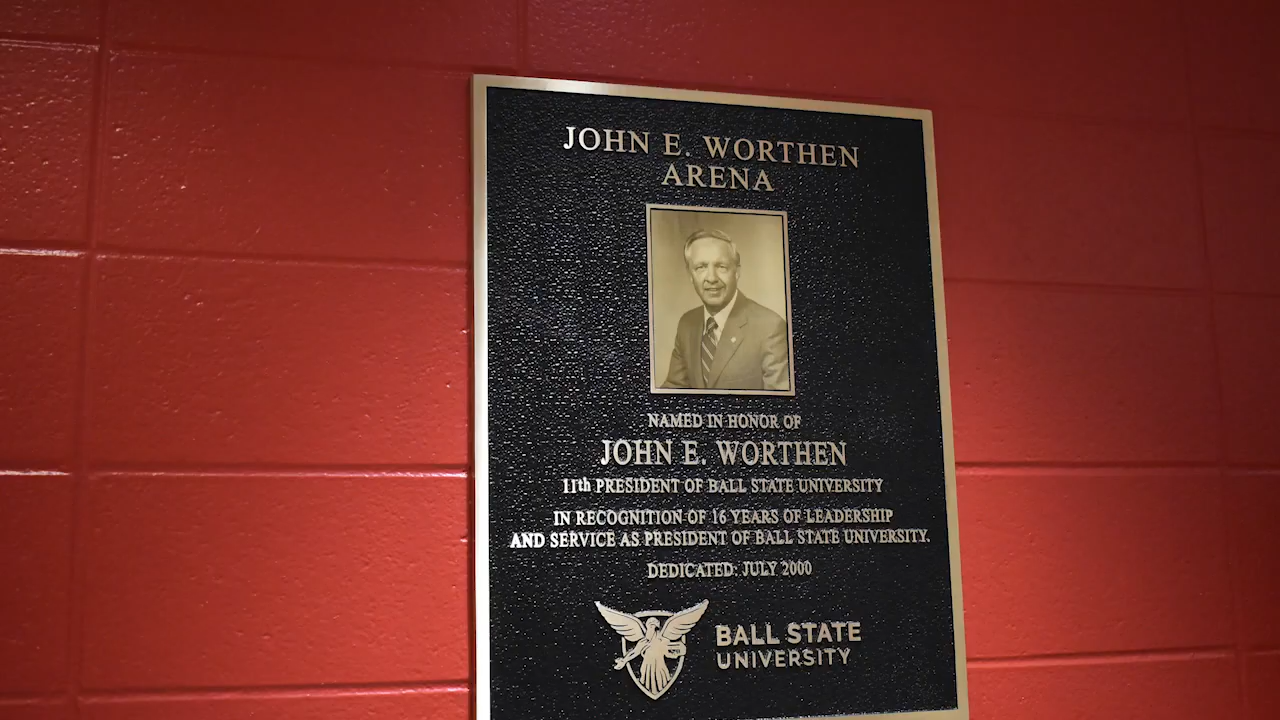 JOHN E. WORTHEN
ARENA
NAMED IN HONOR OF
JOHN E. WORTHEN
11th PRESIDENT OF BALL STATE UNIVERSITY
IN RECOGNITION OF 16 YEARS OF LEADERSHIP
AND SERVICE AS PRESIDENT OF BALL STATE UNIVERSITY.
DEDICATED: JULY 2000
BALL STATE
UNIVERSITY